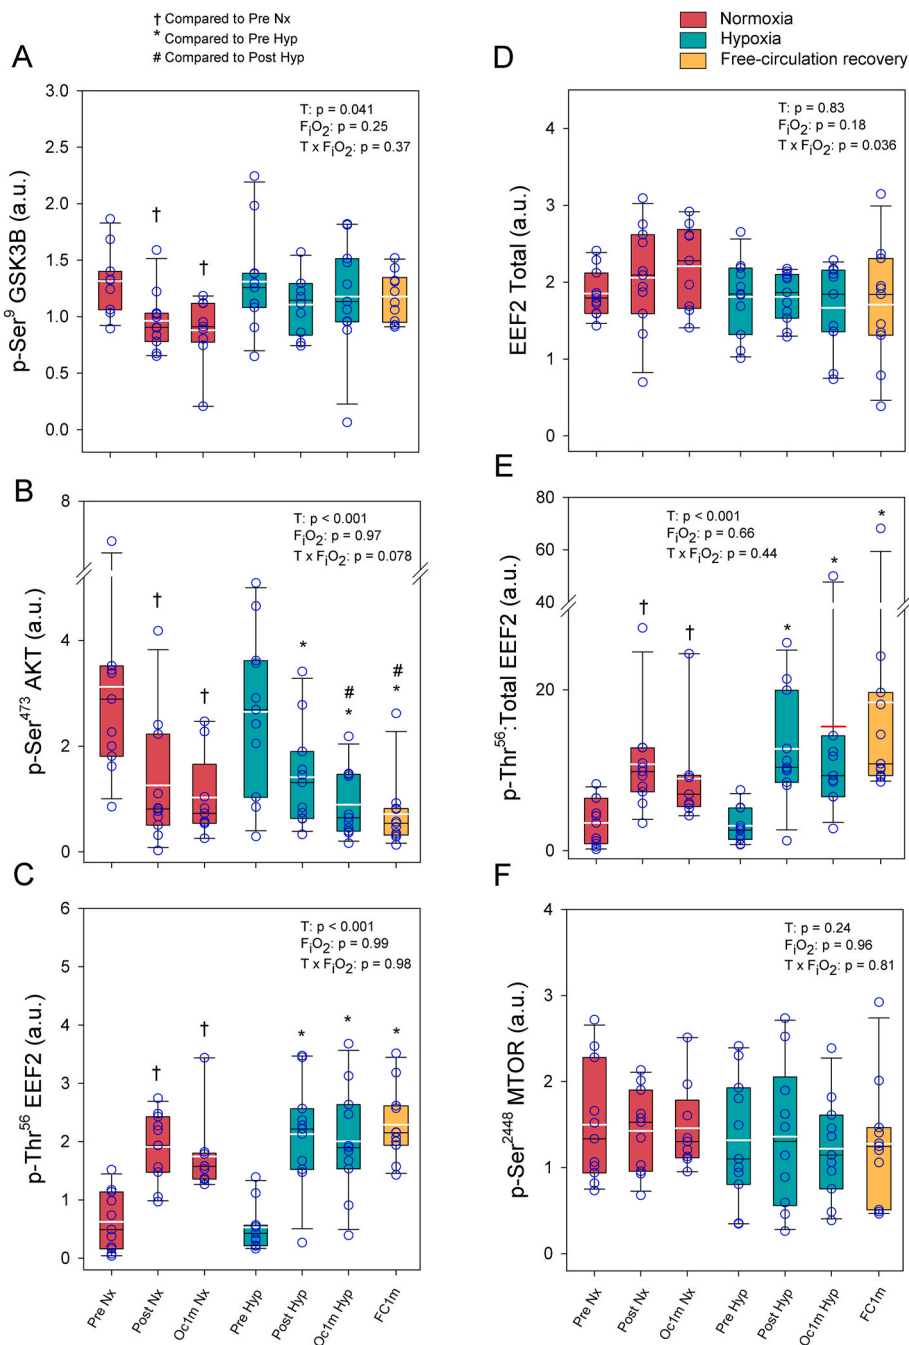 † Compared to Pre Nx
* Compared to Pre Hyp
# Compared to Post Hyp
Normoxia
Hypoxia
Free-circulation recovery
A
p-Ser⁹ GSK3B (a.u.)
3.0
2.5
2.0
1.5
1.0
0.5
0.0
T: p = 0.041
FᵢO₂: p = 0.25
T x FᵢO₂: p = 0.37
†
†
D
EEF2 Total (a.u.)
4
3
2
1
0
T: p = 0.83
FᵢO₂: p = 0.18
T x FᵢO₂: p = 0.036
B
p-Ser⁴⁷³ AKT (a.u.)
8
4
2
0
T: p < 0.001
FᵢO₂: p = 0.97
T x FᵢO₂: p = 0.078
†
†
*
#
*
#
*
E
p-Thr⁵⁶:Total EEF2 (a.u.)
80
60
40
20
0
T: p <0.001
FᵢO₂: p = 0.66
T x FᵢO₂: p = 0.44
†
†
*
*
*
C
p-Thr⁵⁶ EEF2 (a.u.)
6
5
4
3
2
1
0
T: p < 0.001
FᵢO₂: p = 0.99
T x FᵢO₂: p = 0.98
†
†
*
*
*
Pre Nx
Post Nx
Oc1m Nx
Pre Hyp
Post Hyp
Oc1m Hyp
FC1m
F
p-Ser²⁴⁴⁸ MTOR (a.u.)
4
3
2
1
0
T: p = 0.24
FᵢO₂: p = 0.96
T x FᵢO₂: p = 0.81
Pre Nx
Post Nx
Oc1m Nx
Pre Hyp
Post Hyp
Oc1m Hyp
FC1m